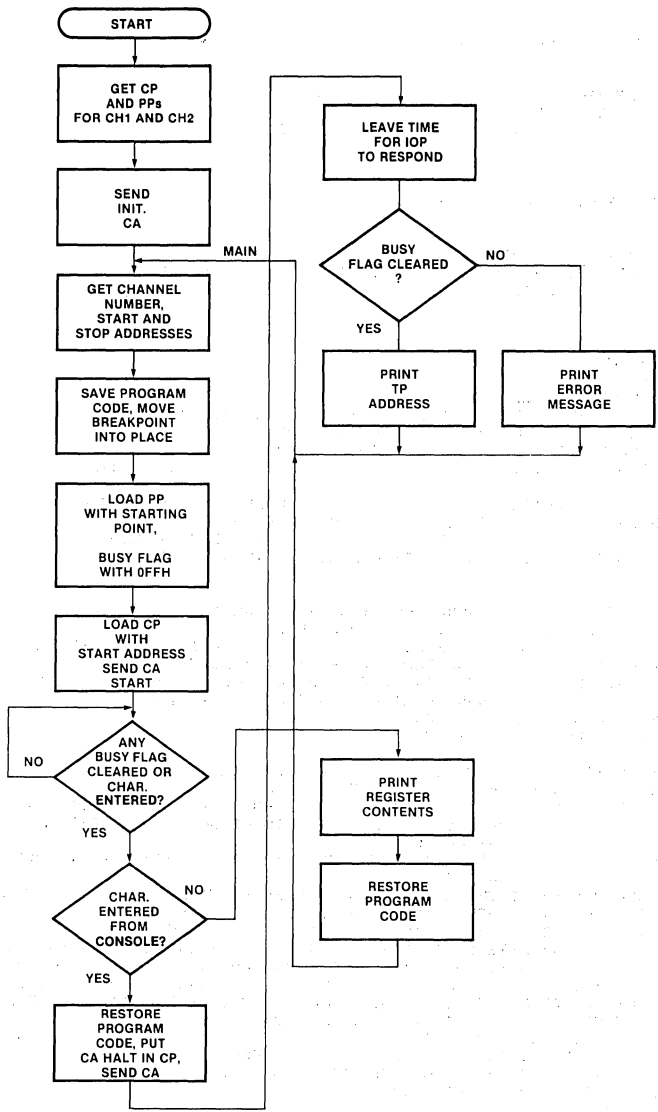 START
GET CP
AND PPs
FOR CH1 AND CH2
SEND
INIT.
CA
MAIN
GET CHANNEL
NUMBER,
START AND
STOP ADDRESSES
SAVE PROGRAM
CODE, MOVE
BREAKPOINT
INTO PLACE
LOAD PP
WITH STARTING
POINT,
BUSY FLAG
WITH 0FFH
LOAD CP
WITH
START ADDRESS
SEND CA
START
ANY
BUSY FLAG
CLEARED OR
CHAR.
ENTERED?
NO
YES
CHAR.
ENTERED
FROM
CONSOLE?
NO
YES
RESTORE
PROGRAM
CODE, PUT
CA HALT IN CP,
SEND CA
LEAVE TIME
FOR IOP
TO RESPOND
BUSY
FLAG CLEARED
?
NO
YES
PRINT
TP
ADDRESS
PRINT
ERROR
MESSAGE
PRINT
REGISTER
CONTENTS
RESTORE
PROGRAM
CODE